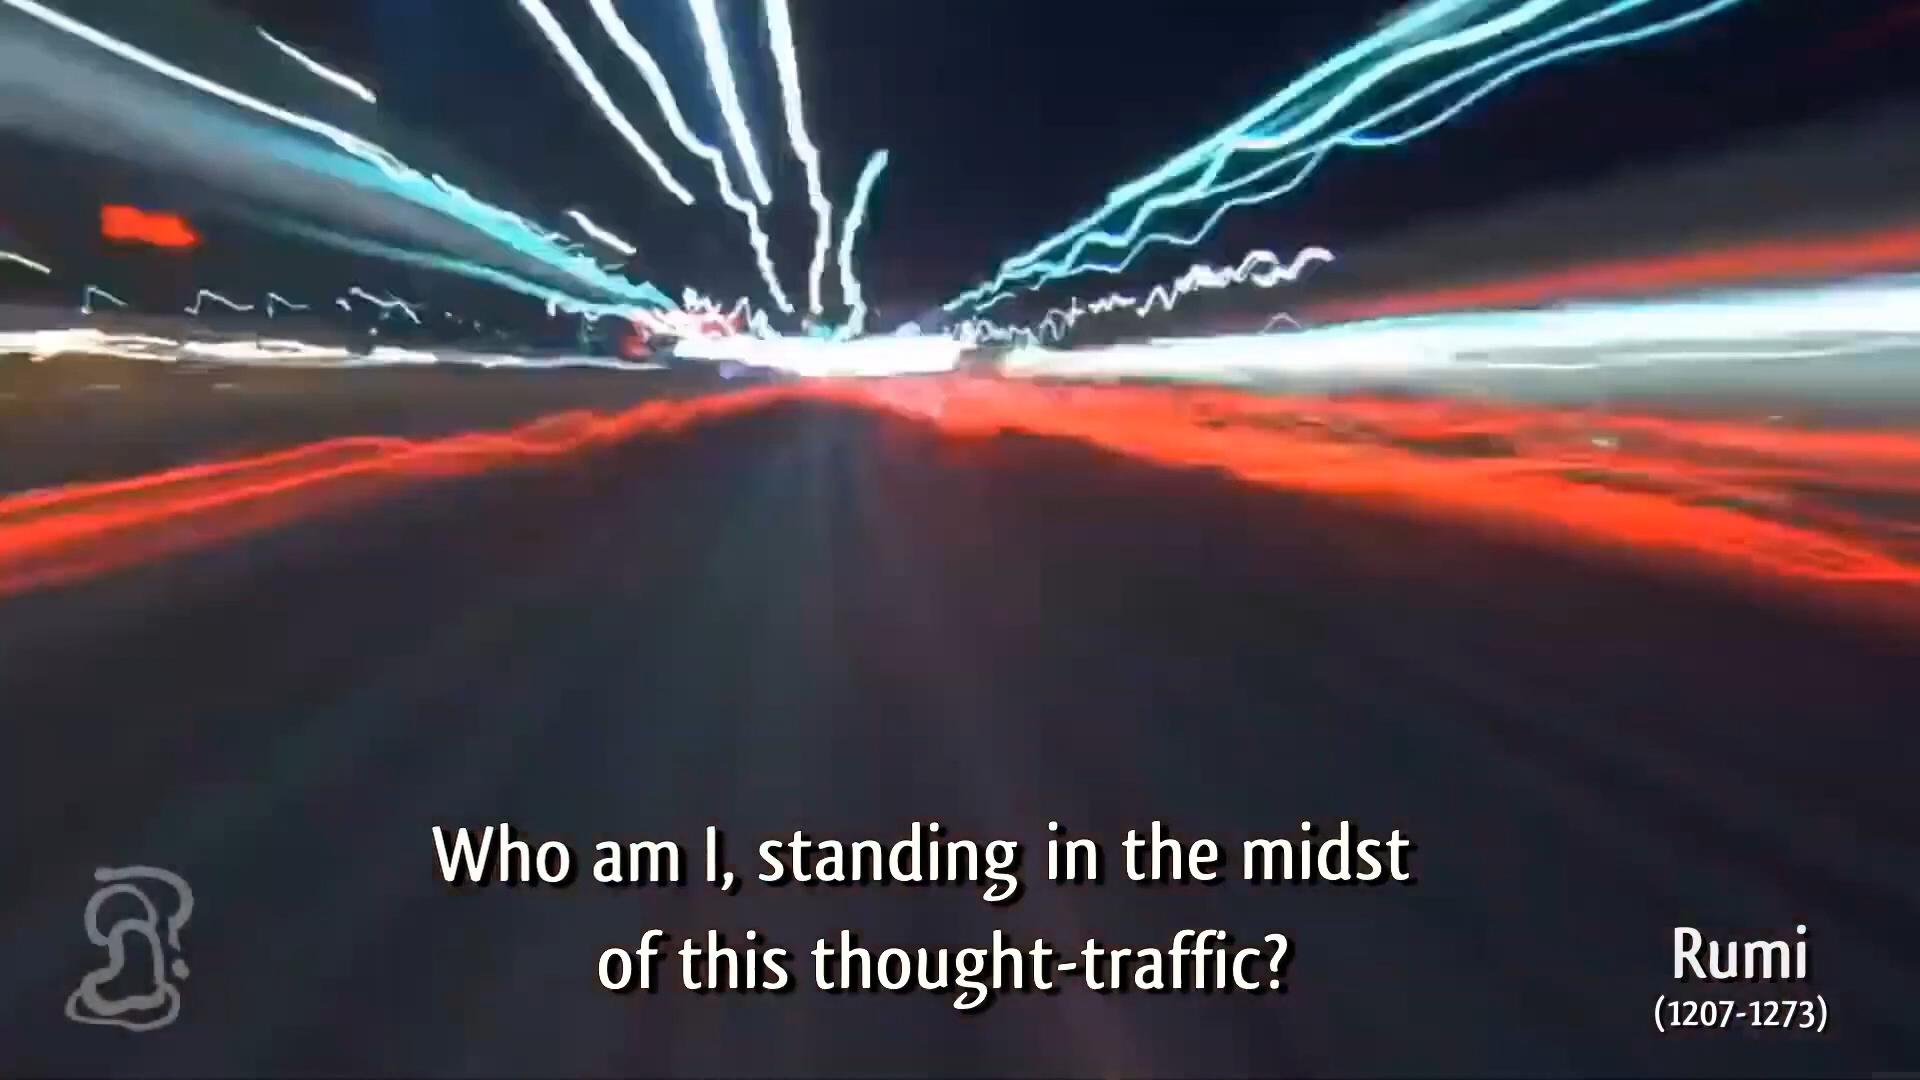 Who am I, standing in the midst
of this thought-traffic?
Rumi
(1207-1273)